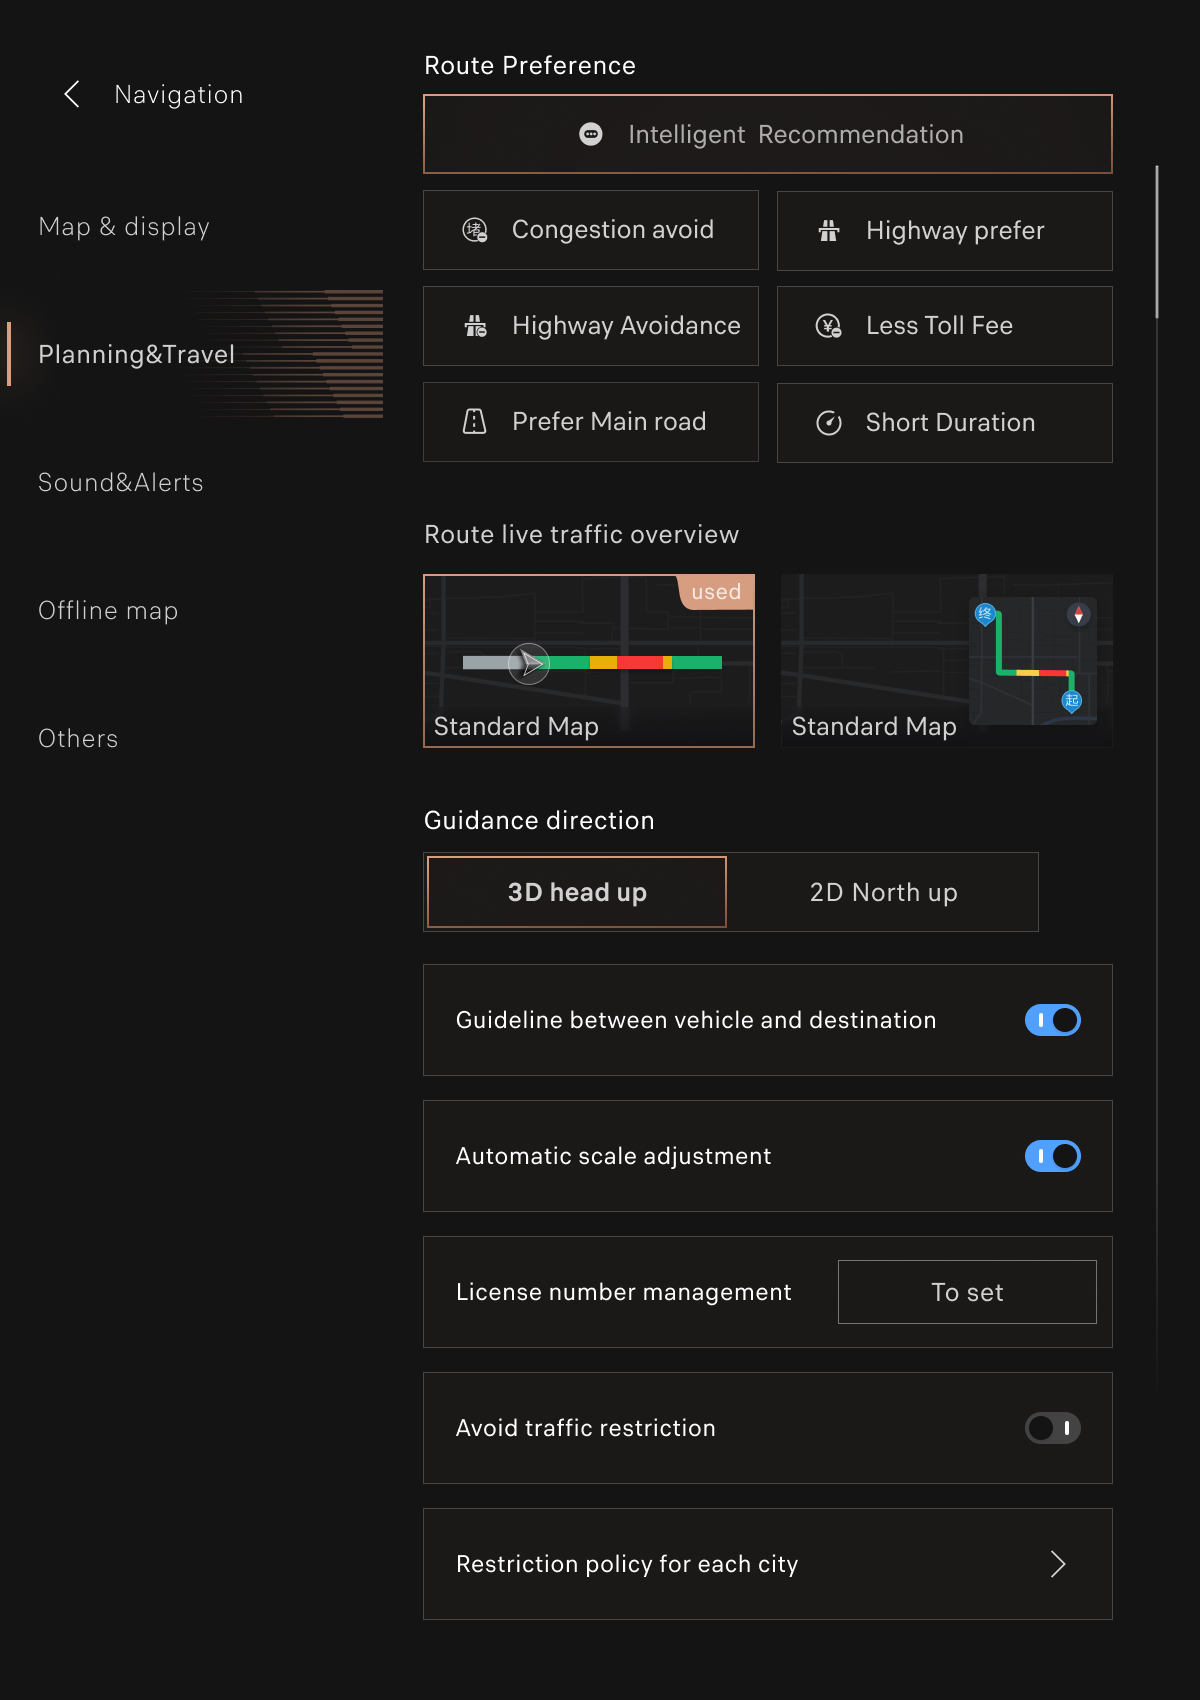 Navigation
Map & display
Planning&Travel
Sound&Alerts
Offline map
Others
Route Preference
Intelligent Recommendation
堵
Congestion avoid
Highway prefer
Highway Avoidance
¥
Less Toll Fee
Prefer Main road
Short Duration
Route live traffic overview
used
Standard Map
终
起
Standard Map
Guidance direction
3D head up
2D North up
Guideline between vehicle and destination
Automatic scale adjustment
License number management
To set
Avoid traffic restriction
Restriction policy for each city